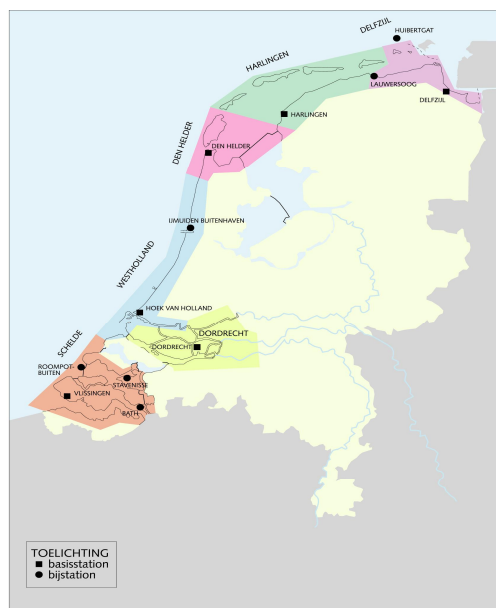 DELFZIJL
HUIBERTGAT
HARLINGEN
LAUWERSOOG
DELFZIJL
HARLINGEN
DEN HELDER
DEN HELDER
IJMUIDEN BUITENHAVEN
WESTHOLLAND
HOEK VAN HOLLAND
SCHELDE
DORDRECHT
DORDRECHT
ROOMPOT-
BUITEN
STAVENISSE
VLISSINGEN
BATH
TOELICHTING
basisstation
bijstation